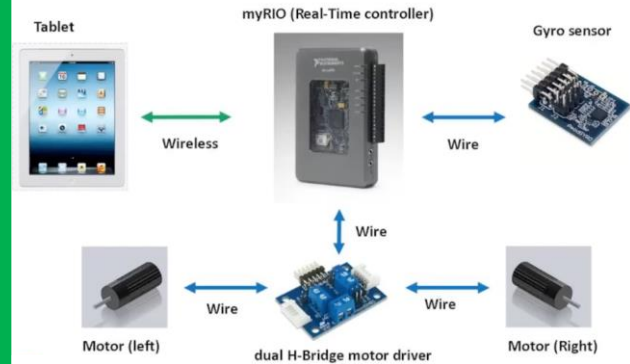 myRIO (Real-Time controller)
Tablet
Gyro sensor
Wireless
Wire
Wire
Wire
Wire
Motor (left)
dual H-Bridge motor driver
Motor (Right)